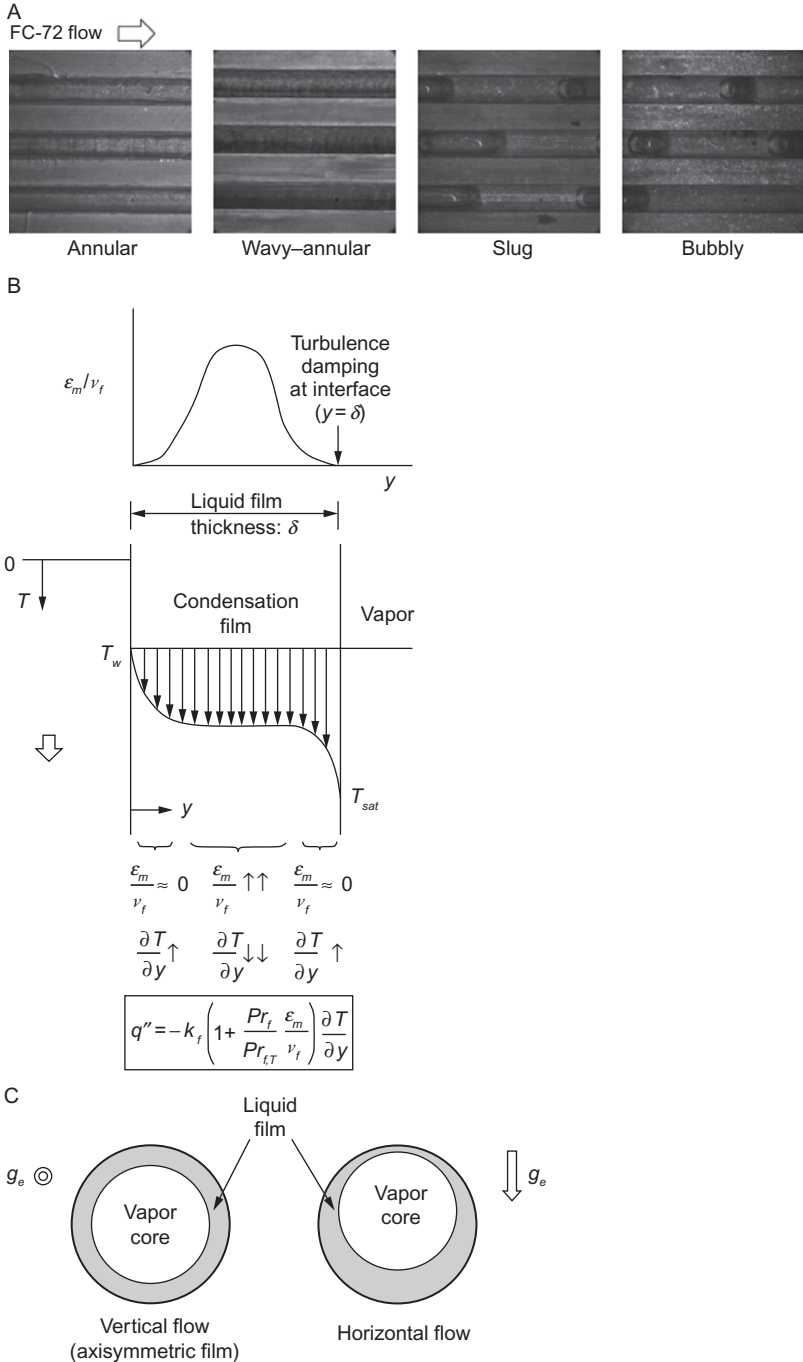 A
FC-72 flow
Annular
Wavy–annular
Slug
Bubbly
B
εm/νf
Turbulence
damping
at interface
(y = δ)
y
Liquid film
thickness: δ
0
T
Condensation
film
Vapor
Tw
y
Tsat
εm/νf ≈ 0
εm/νf ↑↑
εm/νf ≈ 0
∂T/∂y ↑
∂T/∂y ↓↓
∂T/∂y ↑
q″ = −kf (1 + Prf/Prf,T εm/νf) ∂T/∂y
C
Liquid
film
ge
Vapor
core
Vapor
core
ge
Vertical flow
(axisymmetric film)
Horizontal flow